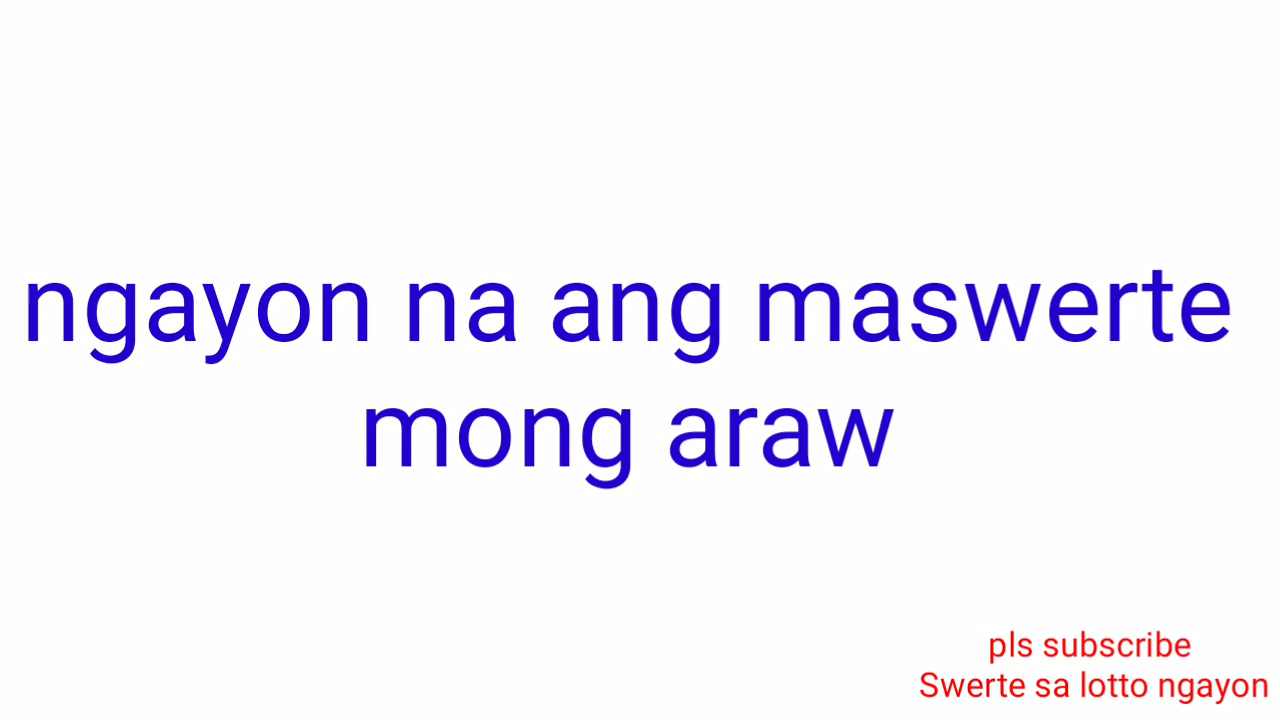 ngayon na ang maswerte
mong araw
pls subscribe
Swerte sa lotto ngayon